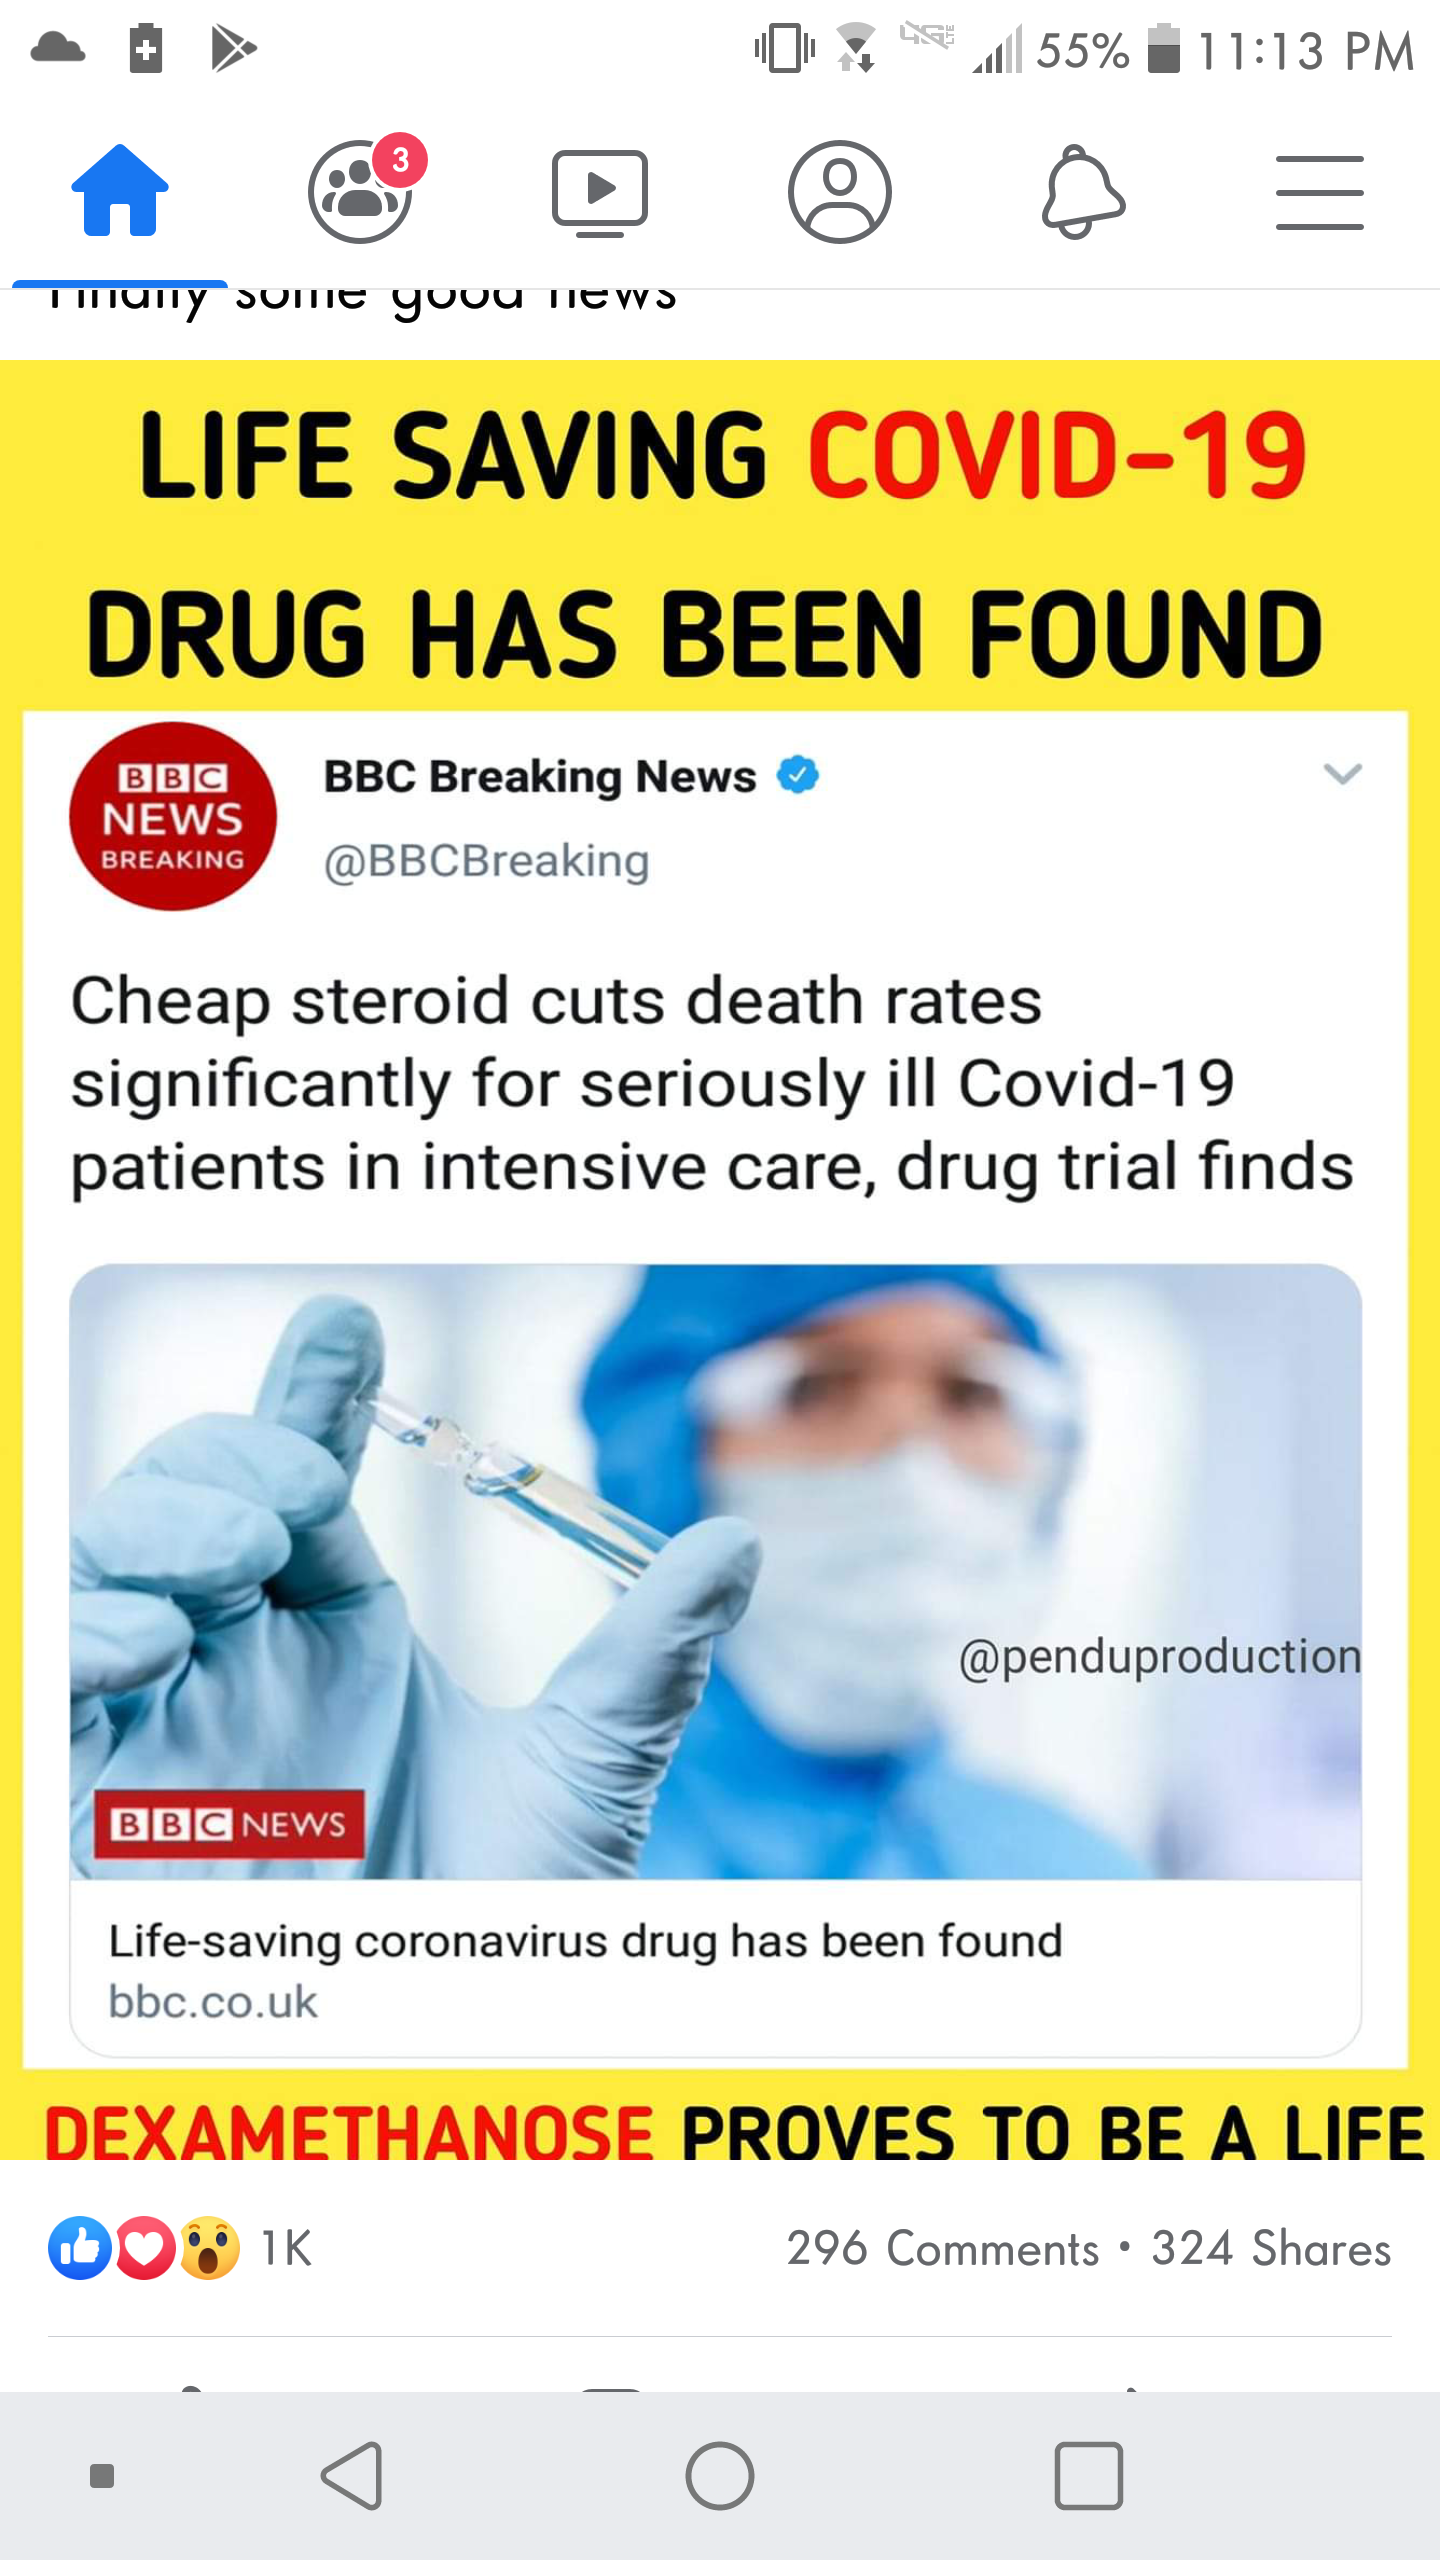 55% 11:13 PM
3
Finally some good news
LIFE SAVING COVID-19
DRUG HAS BEEN FOUND
BBC
NEWS
BREAKING
BBC Breaking News
@BBCBreaking
Cheap steroid cuts death rates
significantly for seriously ill Covid-19
patients in intensive care, drug trial finds
@penduproduction
BBC NEWS
Life-saving coronavirus drug has been found
bbc.co.uk
DEXAMETHANOSE PROVES TO BE A LIFE
1K 296 Comments • 324 Shares